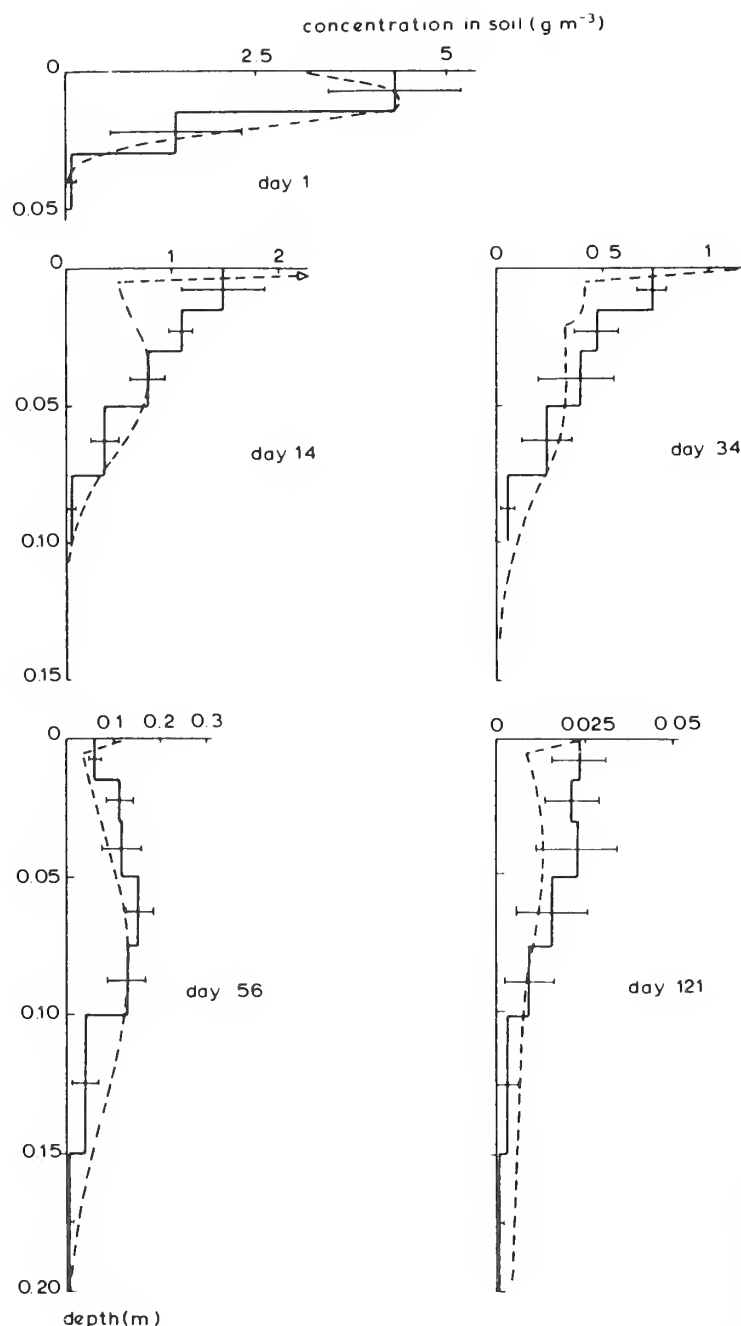 concentration in soil (g m⁻³)
0 2.5 5
0.05
day 1
0 1 2
0 0.5 1
0.05
day 14
day 34
0.10
0.15
0 0.1 0.2 0.3
0 0.025 0.05
0.05
day 56
day 121
0.10
0.15
0.20
depth(m)